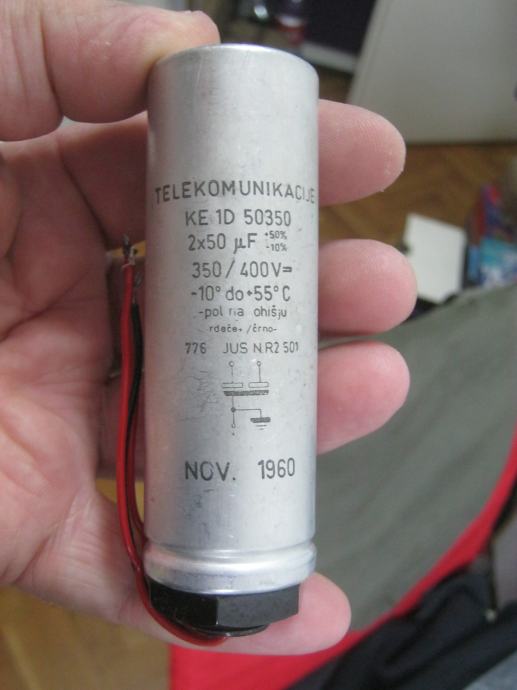 TELEKOMUNIKACIJE
KE 1D 50350
2x50 μF +50% -10%
350/400V=
-10° do +55°C
-pol na ohišju
rdeče+/črno-
776 JUS N.R2 501
NOV. 1960